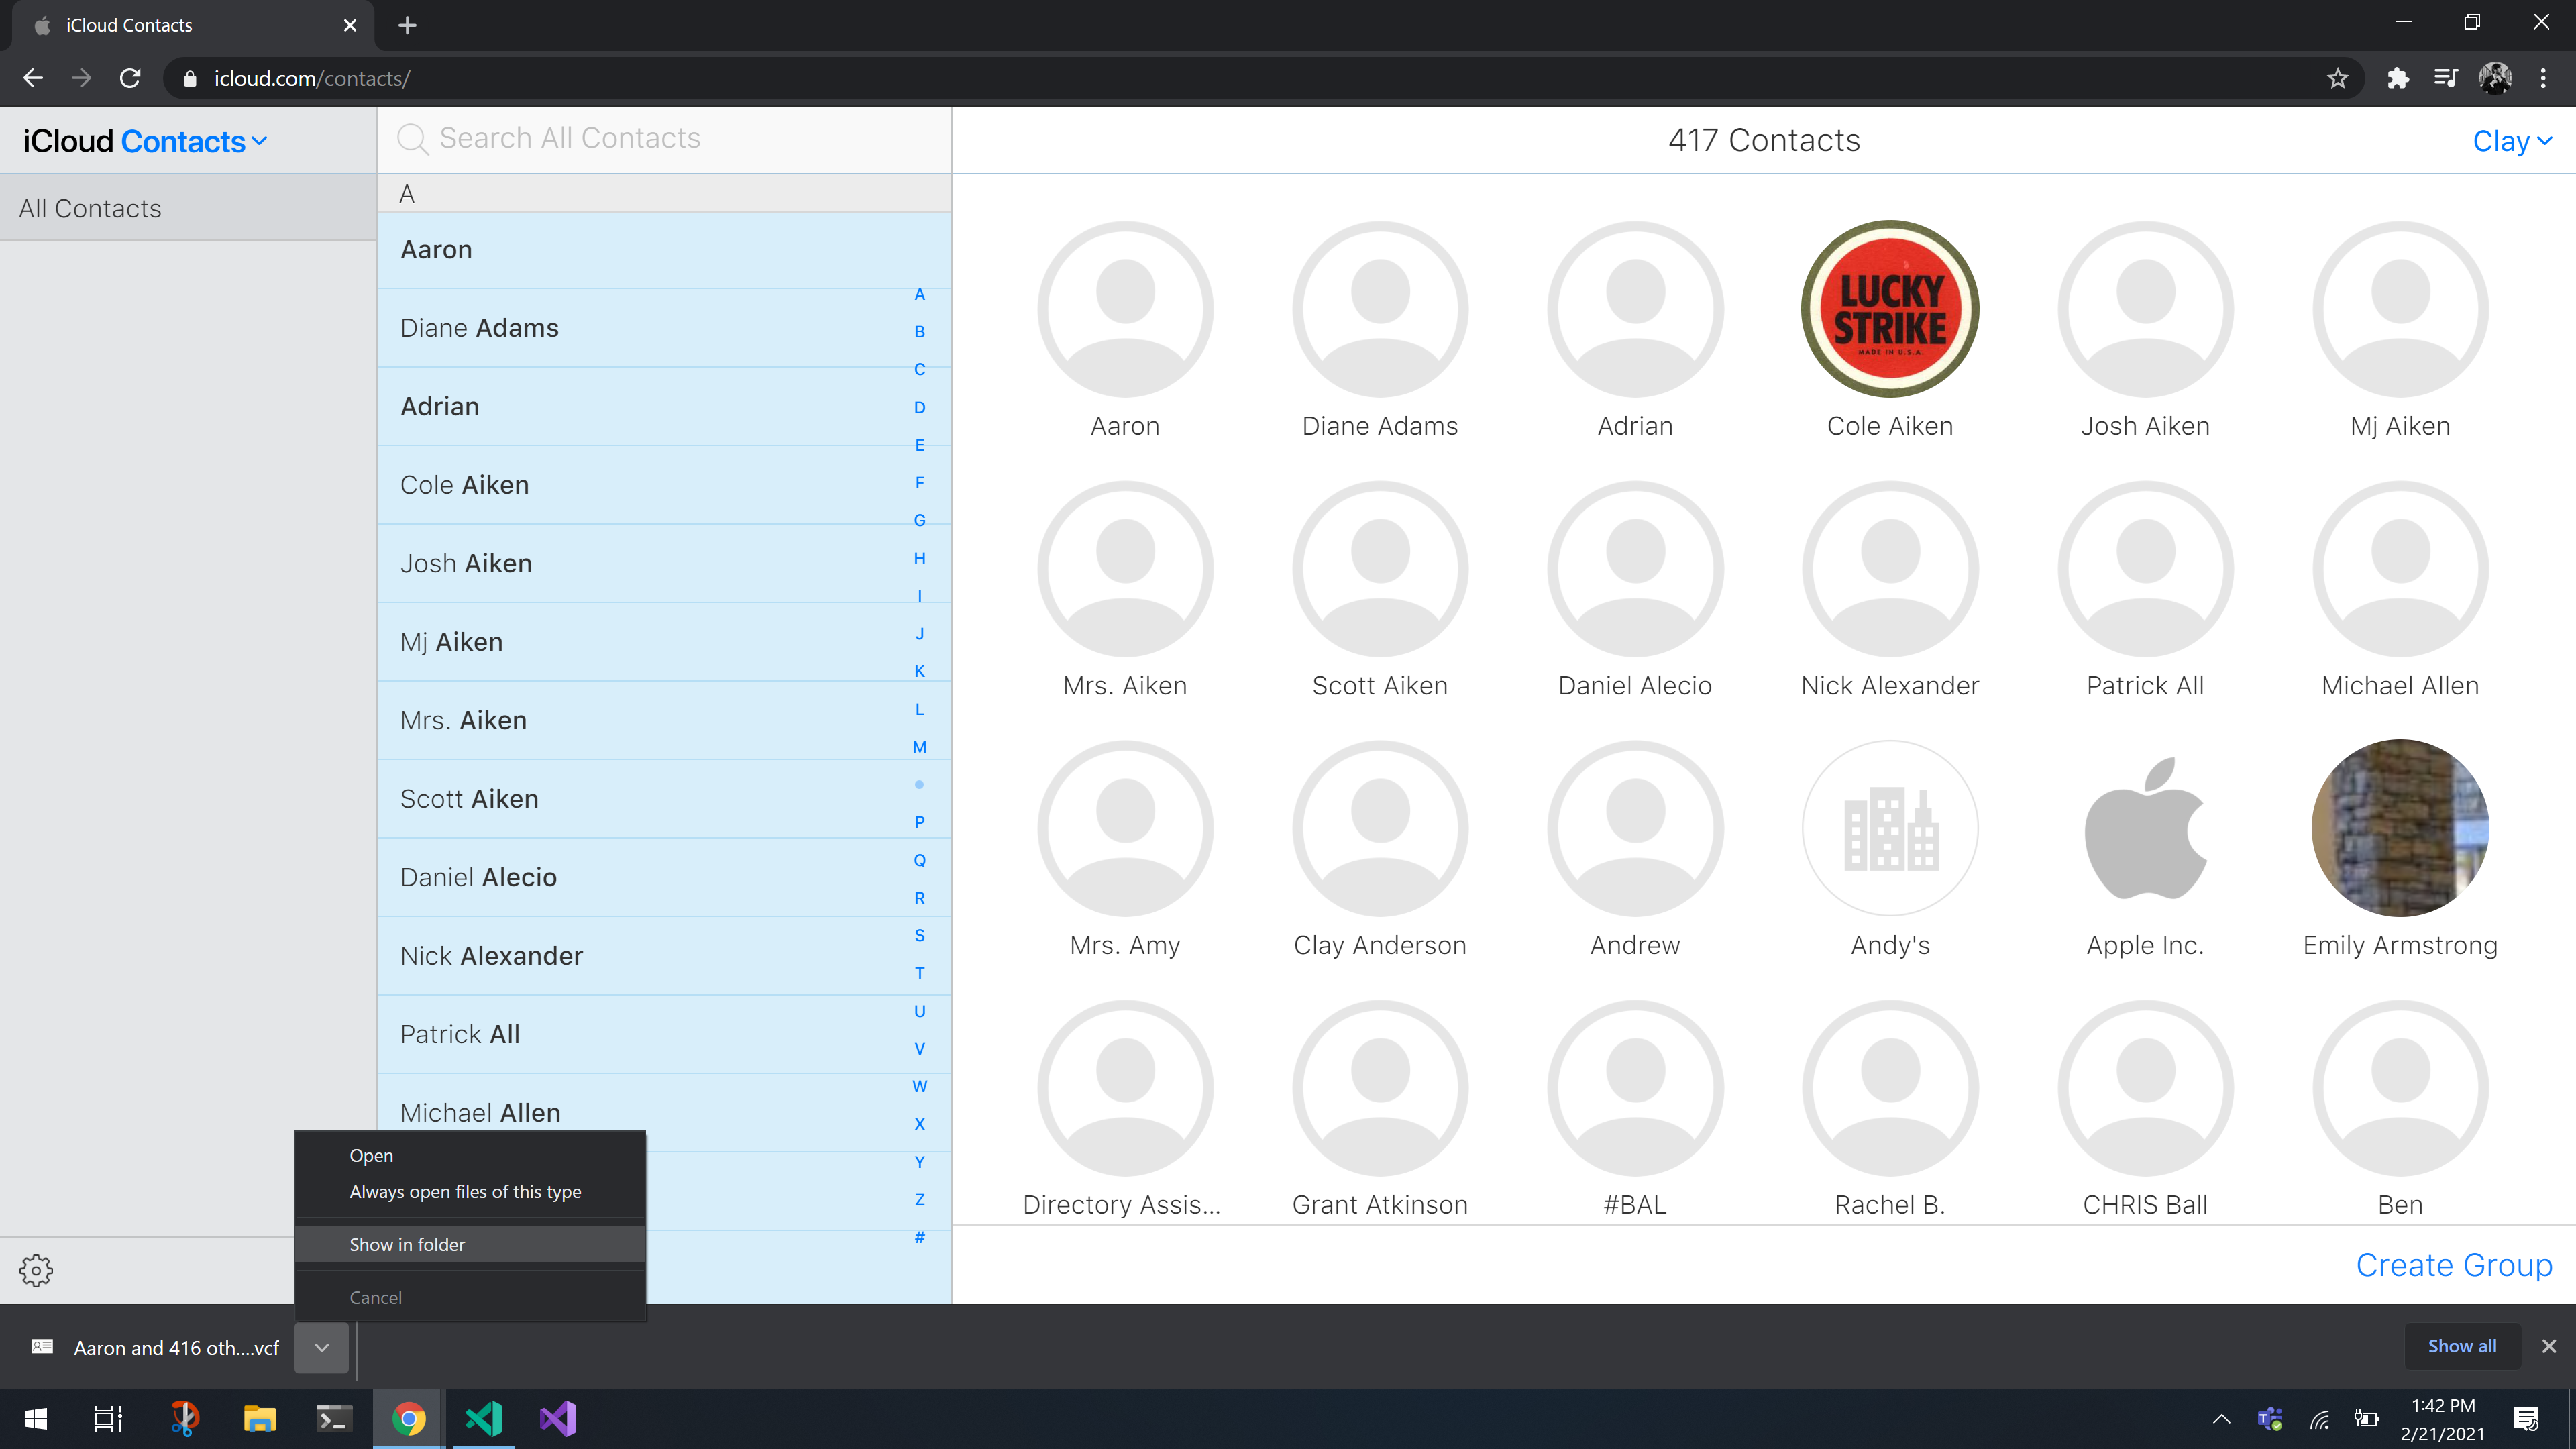 iCloud Contacts
icloud.com/contacts/
iCloud Contacts
Search All Contacts
417 Contacts
Clay
All Contacts
A
Aaron
Diane Adams
Adrian
Cole Aiken
Josh Aiken
Mj Aiken
Mrs. Aiken
Scott Aiken
Daniel Alecio
Nick Alexander
Patrick All
Michael Allen
A
B
C
D
E
F
G
H
I
J
K
L
M
P
Q
R
S
T
U
V
W
X
Y
Z
#
LUCKY
STRIKE
MADE IN U.S.A.
Aaron
Diane Adams
Adrian
Cole Aiken
Josh Aiken
Mj Aiken
Mrs. Aiken
Scott Aiken
Daniel Alecio
Nick Alexander
Patrick All
Michael Allen
Mrs. Amy
Clay Anderson
Andrew
Andy's
Apple Inc.
Emily Armstrong
Directory Assis...
Grant Atkinson
#BAL
Rachel B.
CHRIS Ball
Ben
Create Group
Open
Always open files of this type
Show in folder
Cancel
Aaron and 416 oth....vcf
Show all
1:42 PM
2/21/2021